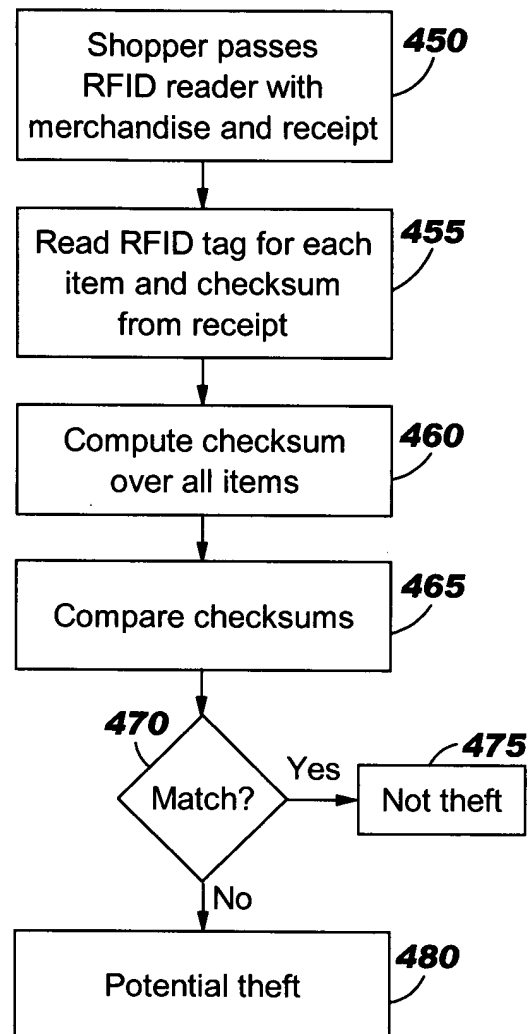 Shopper passes
RFID reader with
merchandise and receipt
450
Read RFID tag for each
item and checksum
from receipt
455
Compute checksum
over all items
460
Compare checksums
465
470
Match?
Yes
475
Not theft
No
Potential theft
480